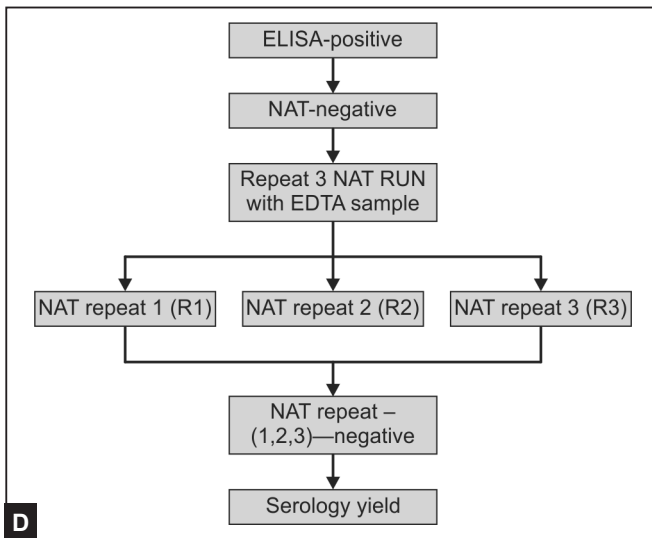 ELISA-positive
NAT-negative
Repeat 3 NAT RUN
with EDTA sample
NAT repeat 1 (R1)
NAT repeat 2 (R2)
NAT repeat 3 (R3)
NAT repeat –
(1,2,3)—negative
Serology yield
D